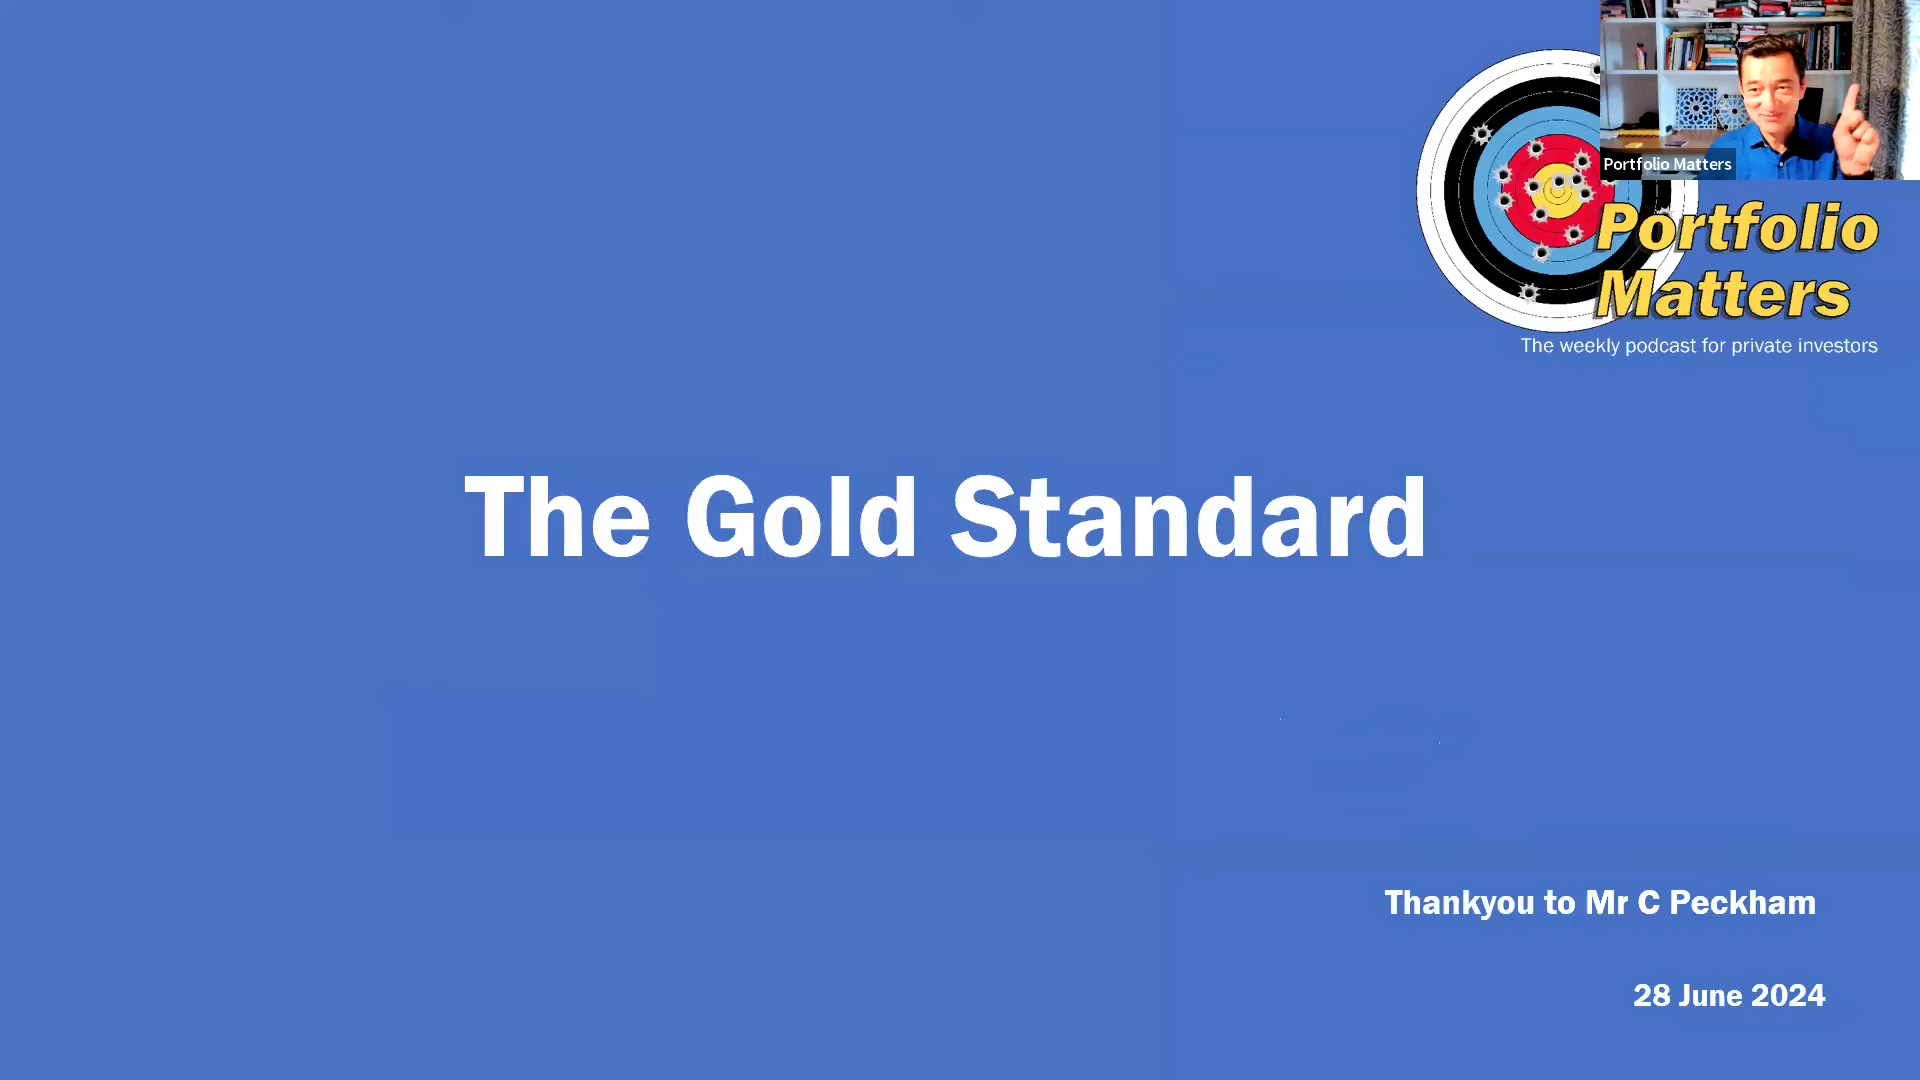 Portfolio Matters
Portfolio
Matters
The weekly podcast for private investors
The Gold Standard
Thankyou to Mr C Peckham
28 June 2024